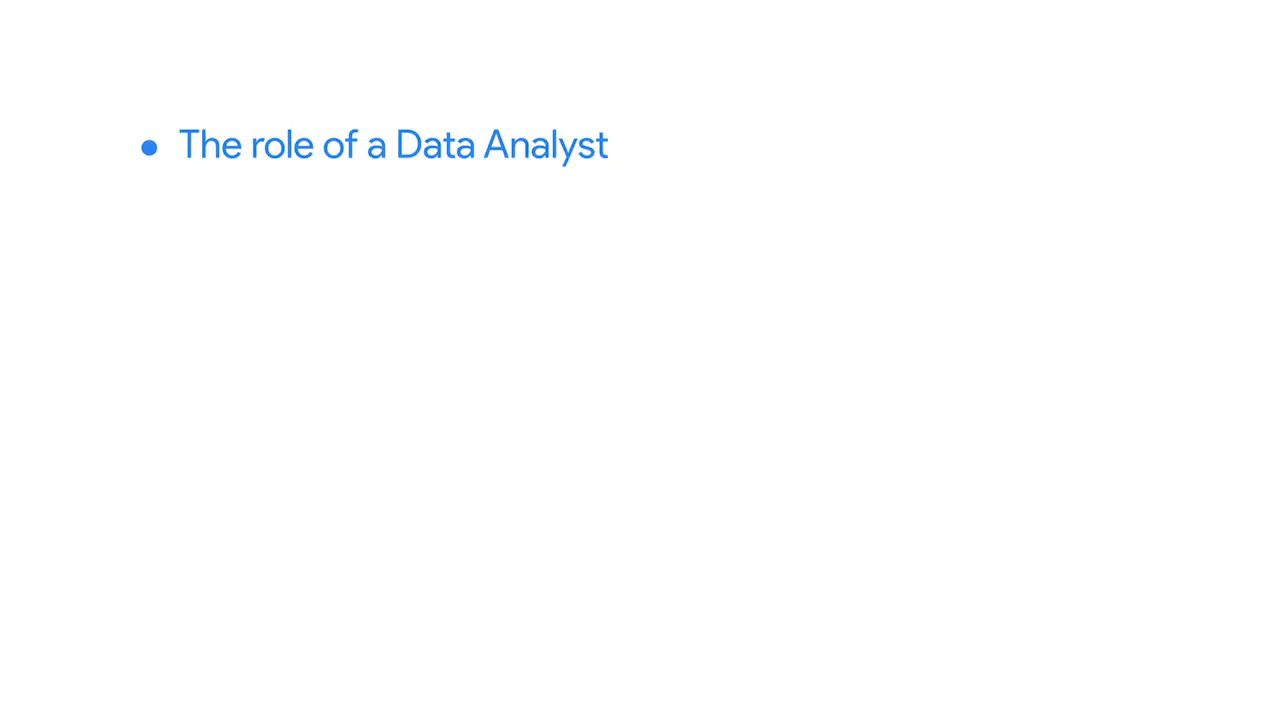 ● The role of a Data Analyst